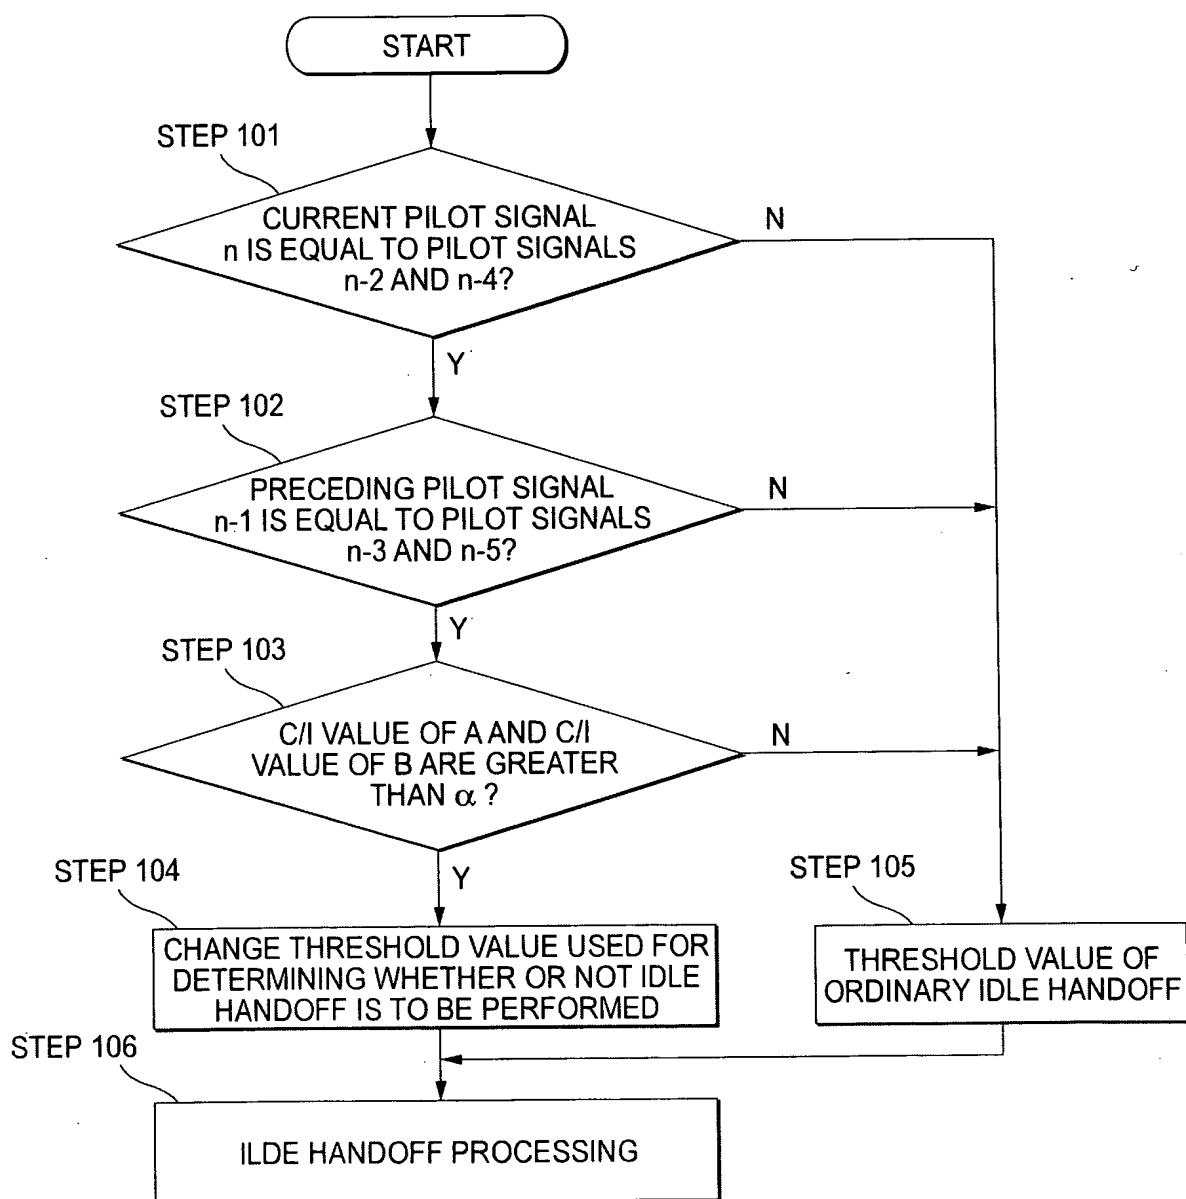 START
STEP 101
CURRENT PILOT SIGNAL
n IS EQUAL TO PILOT SIGNALS
n-2 AND n-4?
N
Y
STEP 102
PRECEDING PILOT SIGNAL
n-1 IS EQUAL TO PILOT SIGNALS
n-3 AND n-5?
N
Y
STEP 103
C/I VALUE OF A AND C/I
VALUE OF B ARE GREATER
THAN α ?
N
Y
STEP 104
CHANGE THRESHOLD VALUE USED FOR
DETERMINING WHETHER OR NOT IDLE
HANDOFF IS TO BE PERFORMED
STEP 105
THRESHOLD VALUE OF
ORDINARY IDLE HANDOFF
STEP 106
ILDE HANDOFF PROCESSING